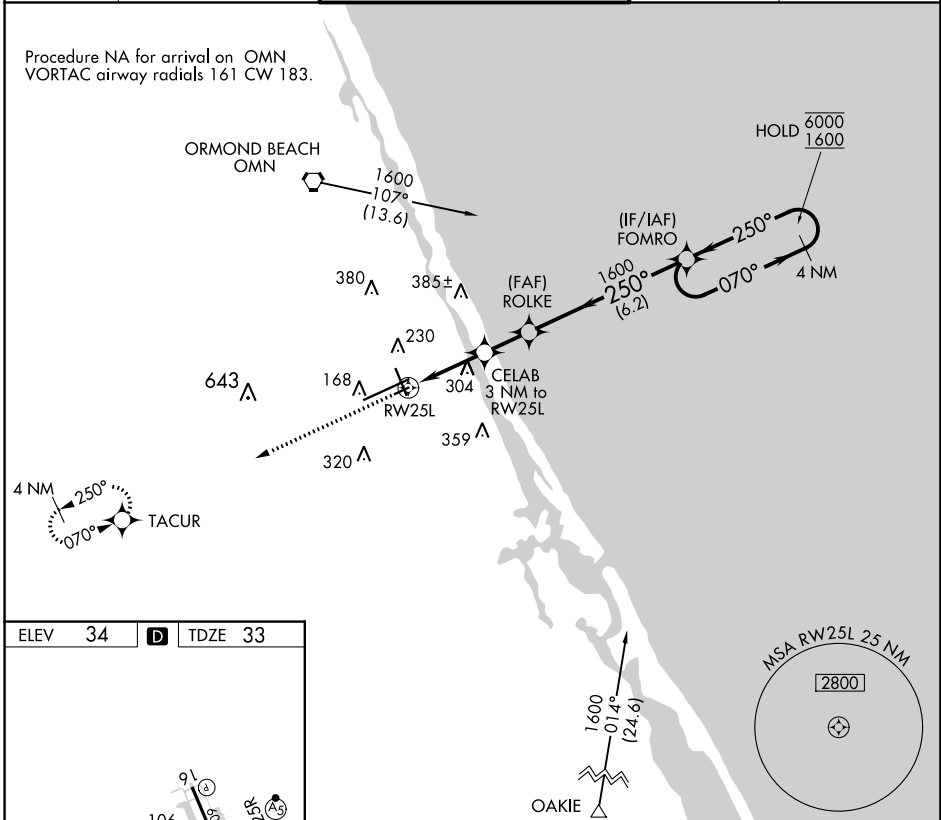 Procedure NA for arrival on OMN
VORTAC airway radials 161 CW 183.
HOLD 6000
1600
ORMOND BEACH
OMN
1600
107°
(13.6)
(IF/IAF)
FOMRO
250°
070°
4 NM
1600
250°
(6.2)
(FAF)
ROLKE
380
385±
230
643
168
304
CELAB
3 NM to
RW25L
RW25L
359
320
4 NM
250°
070°
TACUR
ELEV 34 D TDZE 33
MSA RW25L 25 NM
2800
1600
014°
(24.6)
OAKIE
16
P
25R
A5